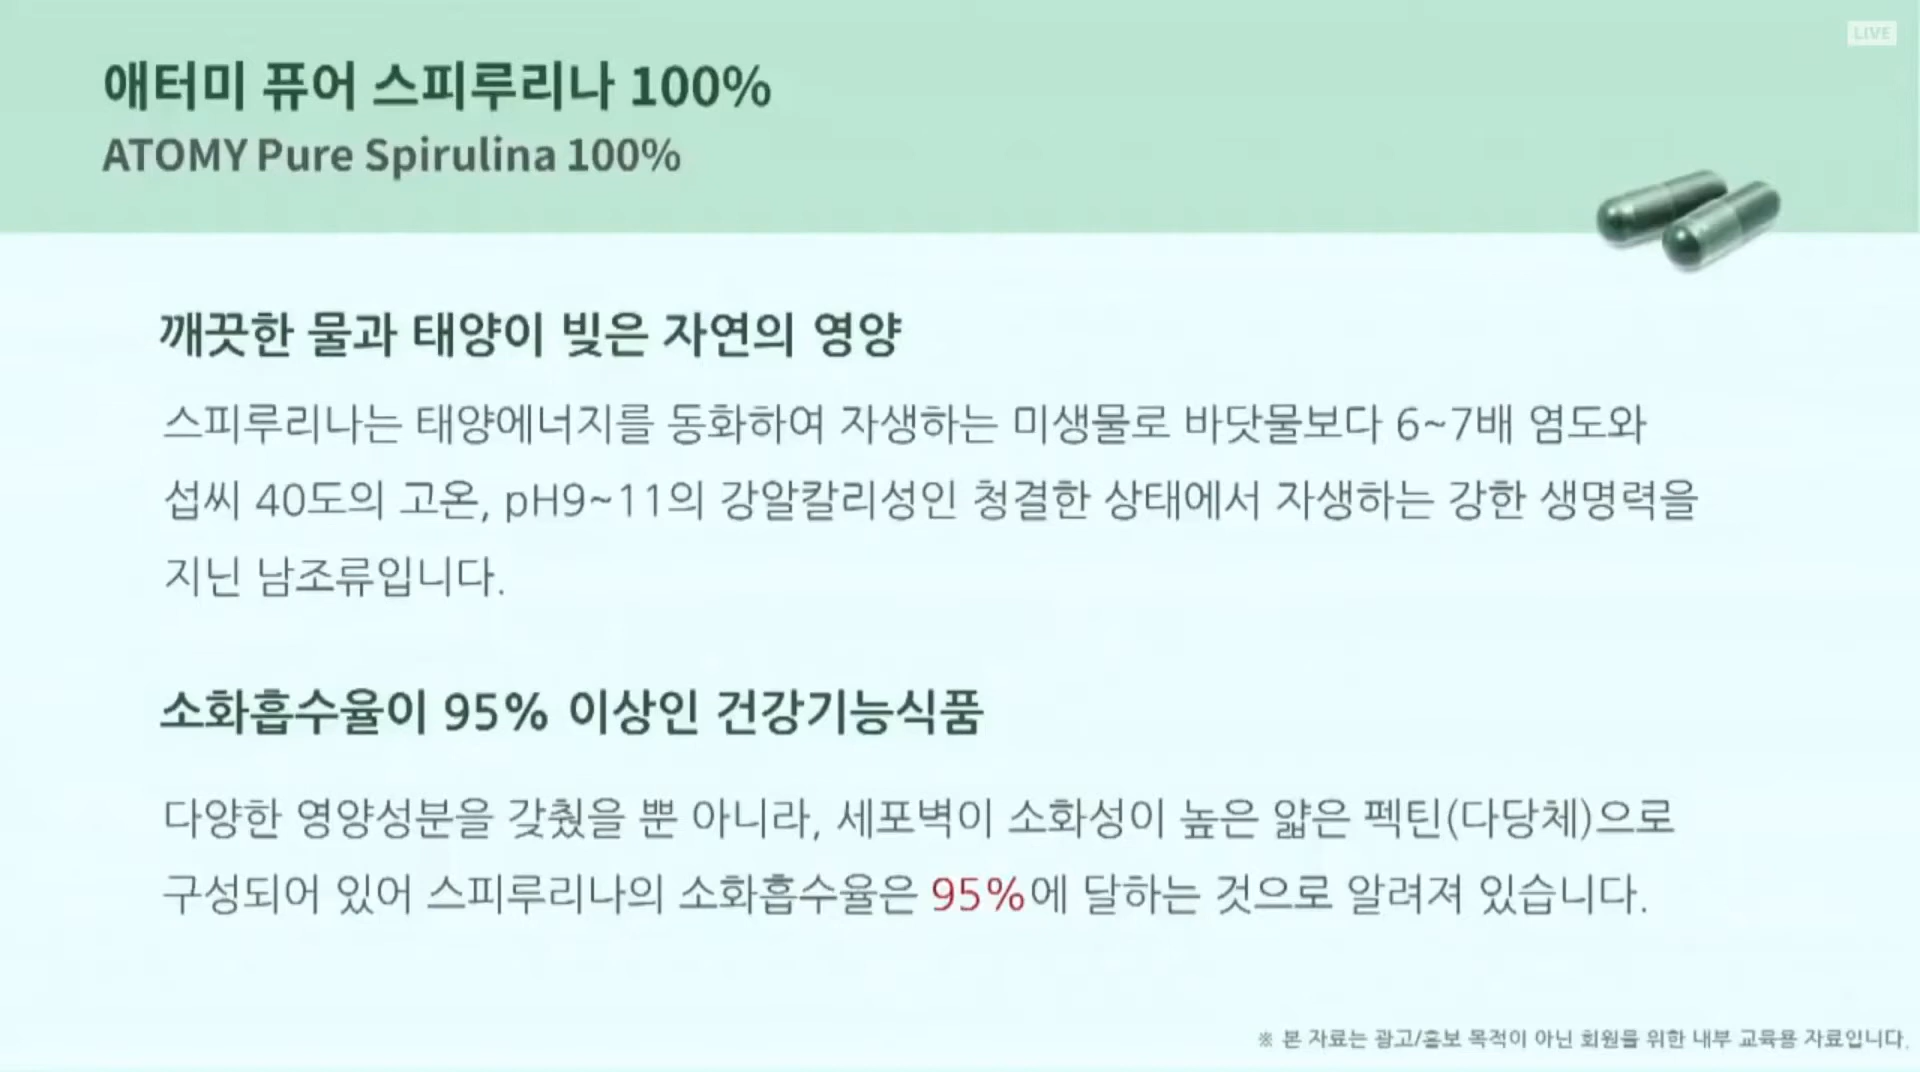 LIVE
애터미 퓨어 스피루리나 100%
ATOMY Pure Spirulina 100%
깨끗한 물과 태양이 빚은 자연의 영양
스피루리나는 태양에너지를 동화하여 자생하는 미생물로 바닷물보다 6~7배 염도와
섭씨 40도의 고온, pH9~11의 강알칼리성인 청결한 상태에서 자생하는 강한 생명력을
지닌 남조류입니다.
소화흡수율이 95% 이상인 건강기능식품
다양한 영양성분을 갖췄을 뿐 아니라, 세포벽이 소화성이 높은 얇은 펙틴(다당체)으로
구성되어 있어 스피루리나의 소화흡수율은 95%에 달하는 것으로 알려져 있습니다.
※ 본 자료는 광고/홍보 목적이 아닌 회원을 위한 내부 교육용 자료입니다.